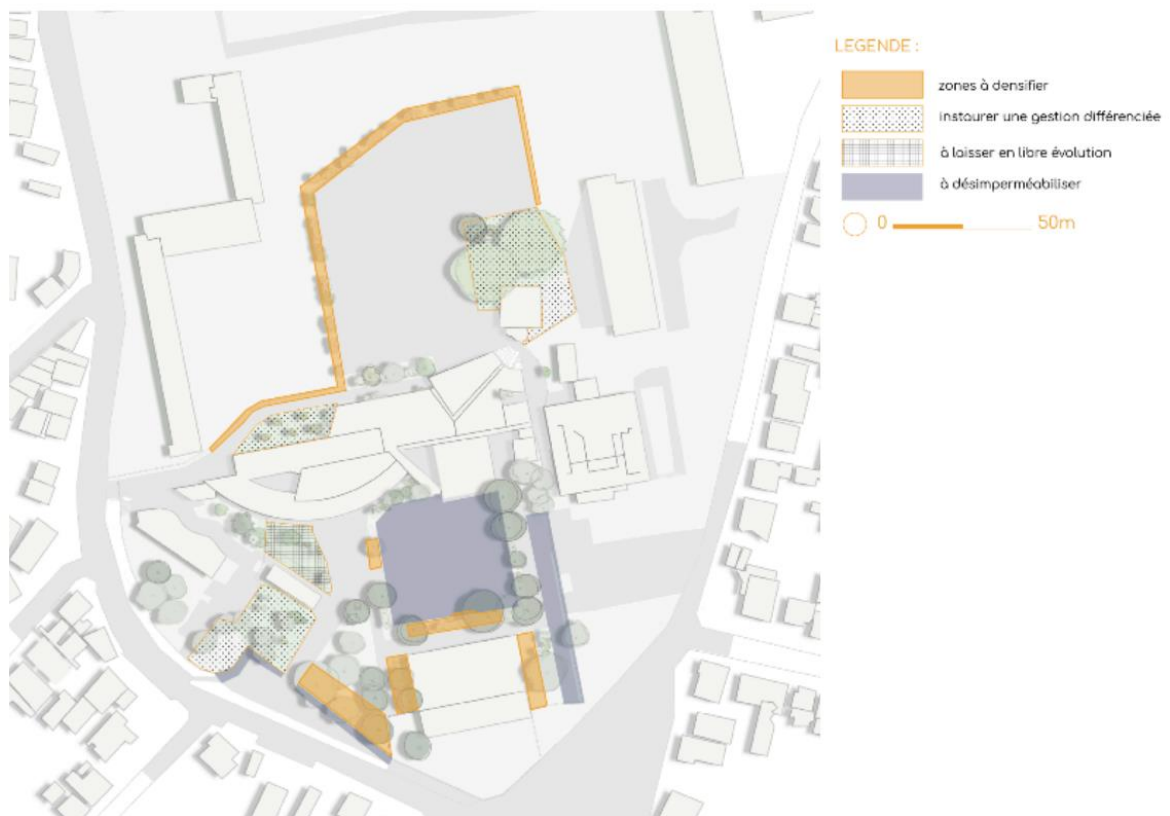 LEGENDE :
zones à densifier
instaurer une gestion différenciée
à laisser en libre évolution
à désimperméabiliser
0 50m